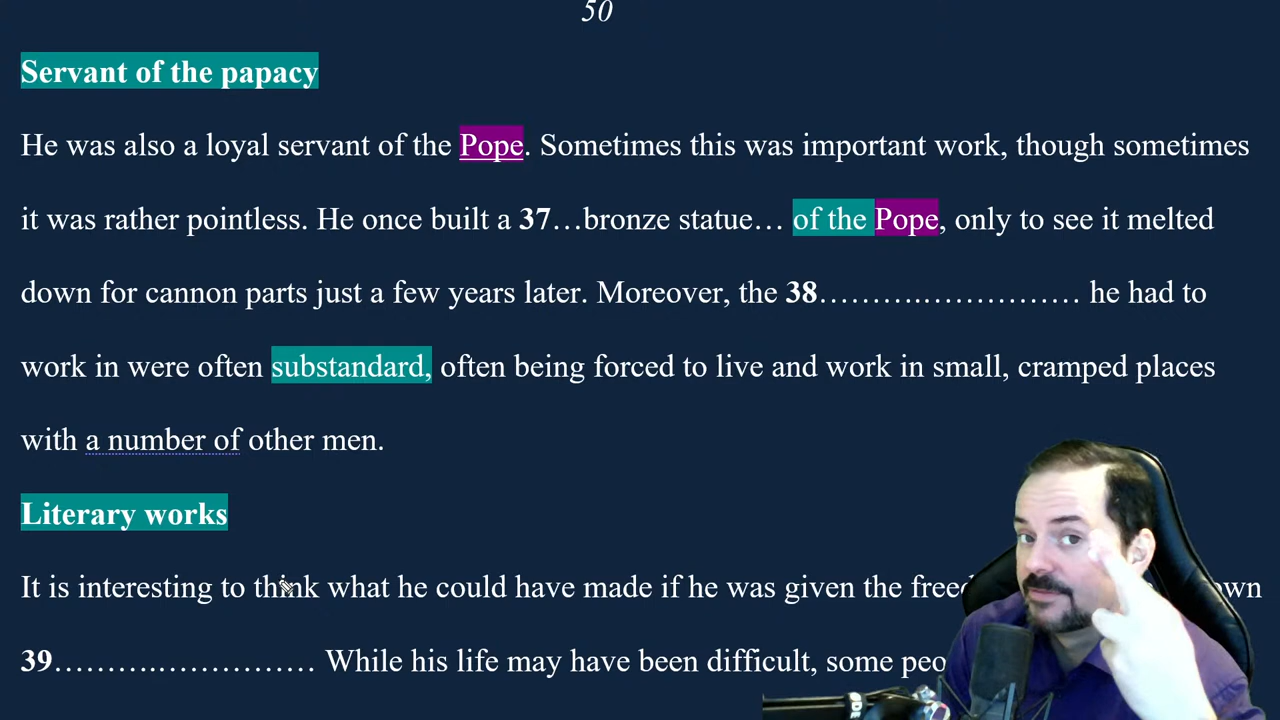 50
Servant of the papacy
He was also a loyal servant of the Pope. Sometimes this was important work, though sometimes
it was rather pointless. He once built a 37…bronze statue… of the Pope, only to see it melted
down for cannon parts just a few years later. Moreover, the 38……….…………… he had to
work in were often substandard, often being forced to live and work in small, cramped places
with a number of other men.
Literary works
It is interesting to think what he could have made if he was given the
39……….…………… While his life may have been difficult, some